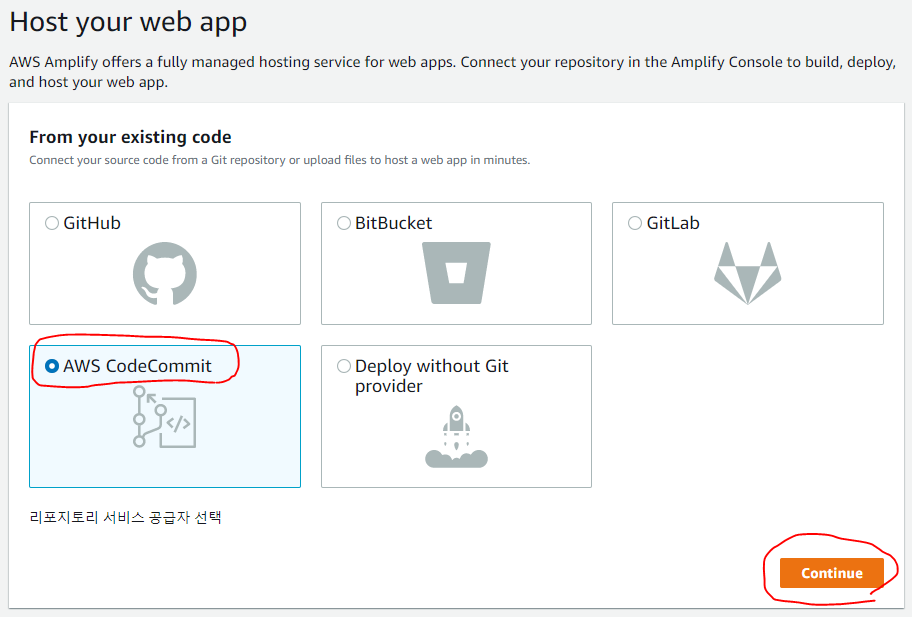 Host your web app
AWS Amplify offers a fully managed hosting service for web apps. Connect your repository in the Amplify Console to build, deploy,
and host your web app.
From your existing code
Connect your source code from a Git repository or upload files to host a web app in minutes.
GitHub
BitBucket
GitLab
AWS CodeCommit
Deploy without Git
provider
리포지토리 서비스 공급자 선택
Continue